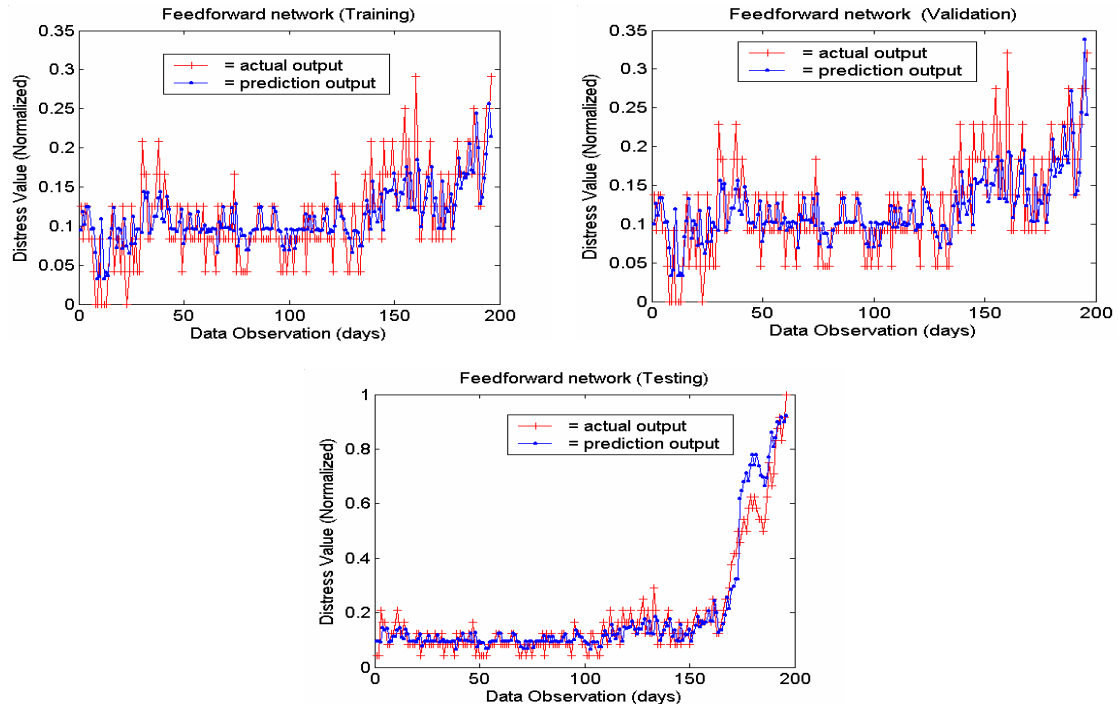 Feedforward network (Training)
= actual output
= prediction output
Distress Value (Normalized)
0.35
0.3
0.25
0.2
0.15
0.1
0.05
0
0 50 100 150 200
Data Observation (days)
Feedforward network (Validation)
= actual output
= prediction output
Distress Value (Normalized)
0.35
0.3
0.25
0.2
0.15
0.1
0.05
0
0 50 100 150 200
Data Observation (days)
Feedforward network (Testing)
= actual output
= prediction output
Distress Value (Normalized)
1
0.8
0.6
0.4
0.2
0
0 50 100 150 200
Data Observation (days)